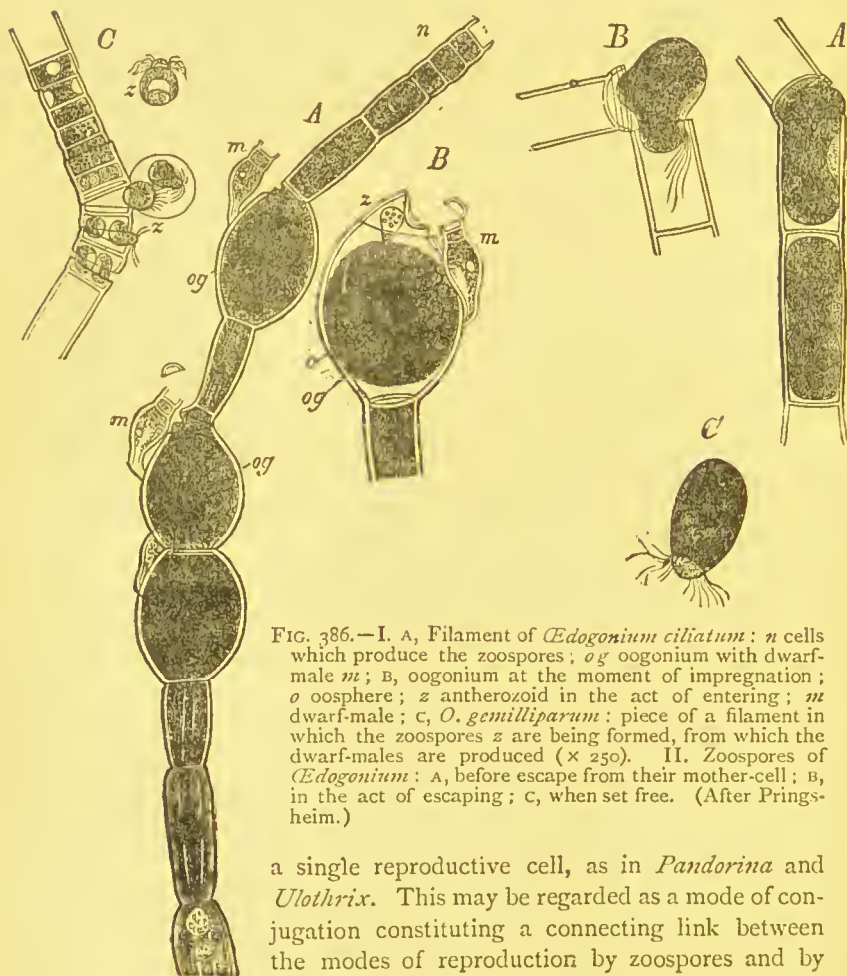 C
n
z
A
m
B
z
m
og
z
og
m
og
B
A
C
FIG. 386.—I. A, Filament of Œdogonium ciliatum : n cells
which produce the zoospores ; og oogonium with dwarf-
male m ; B, oogonium at the moment of impregnation ;
o oosphere ; z antherozoid in the act of entering ; m
dwarf-male ; C, O. gemilliparum : piece of a filament in
which the zoospores z are being formed, from which the
dwarf-males are produced (× 250). II. Zoospores of
Œdogonium : A, before escape from their mother-cell ; B,
in the act of escaping ; C, when set free. (After Prings-
heim.)
a single reproductive cell, as in Pandorina and
Ulothrix. This may be regarded as a mode of con-
jugation constituting a connecting link between
the modes of reproduction by zoospores and by